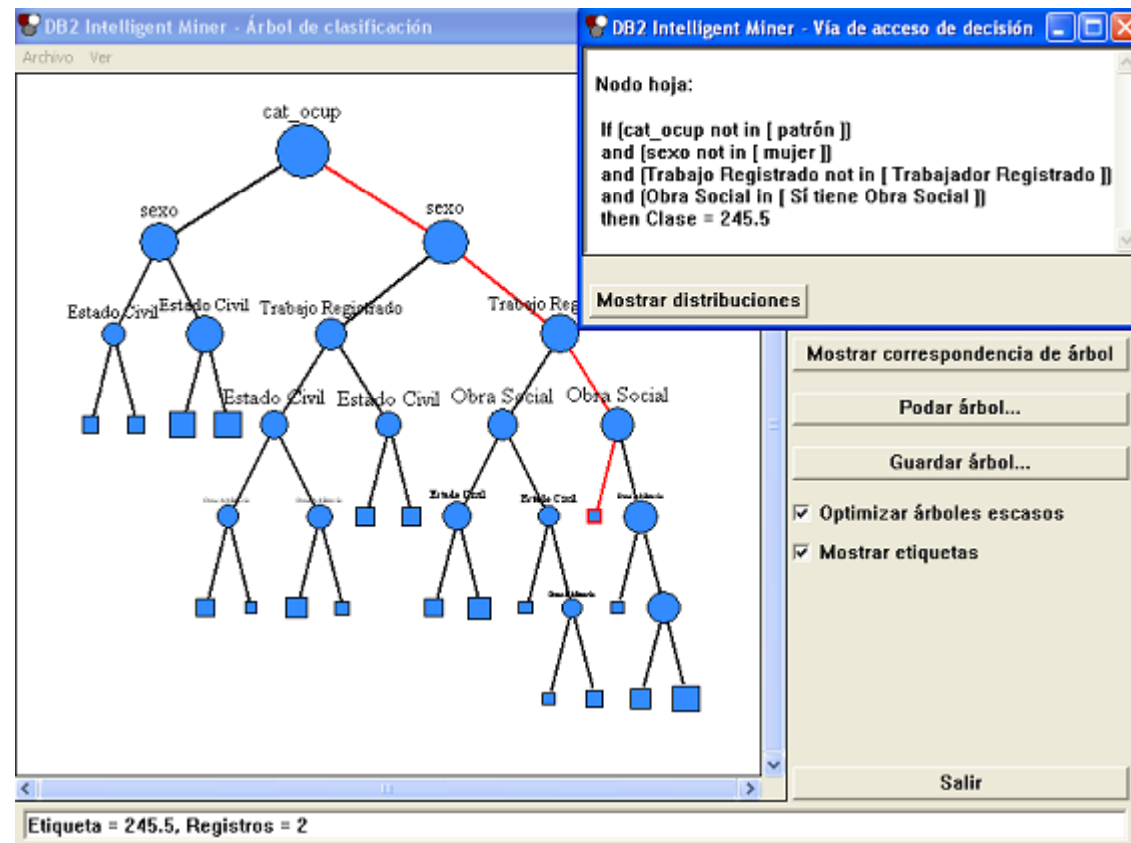 DB2 Intelligent Miner - Árbol de clasificación
Archivo Ver
DB2 Intelligent Miner - Vía de acceso de decisión
Nodo hoja:
If [cat_ocup not in [ patrón ]]
and [sexo not in [ mujer ]]
and [Trabajo Registrado not in [ Trabajador Registrado ]]
and [Obra Social in [ Sí tiene Obra Social ]]
then Clase = 245.5
Mostrar distribuciones
cat_ocup
sexo
sexo
Estado Civil
Estado Civil
Trabajo Registrado
Trabajo Reg
Estado Civil
Estado Civil
Obra Social
Obra Social
Estado Civil
Estado Civil
Mostrar correspondencia de árbol
Podar árbol...
Guardar árbol...
Optimizar árboles escasos
Mostrar etiquetas
Salir
Etiqueta = 245.5, Registros = 2